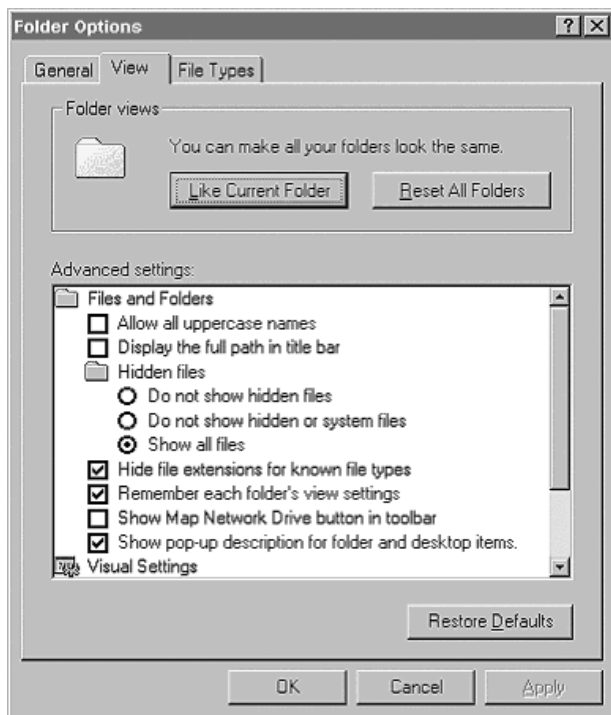 Folder Options
General View File Types
Folder views
You can make all your folders look the same.
Like Current Folder Reset All Folders
Advanced settings:
Files and Folders
Allow all uppercase names
Display the full path in title bar
Hidden files
Do not show hidden files
Do not show hidden or system files
Show all files
Hide file extensions for known file types
Remember each folder's view settings
Show Map Network Drive button in toolbar
Show pop-up description for folder and desktop items.
Visual Settings
Restore Defaults
OK Cancel Apply